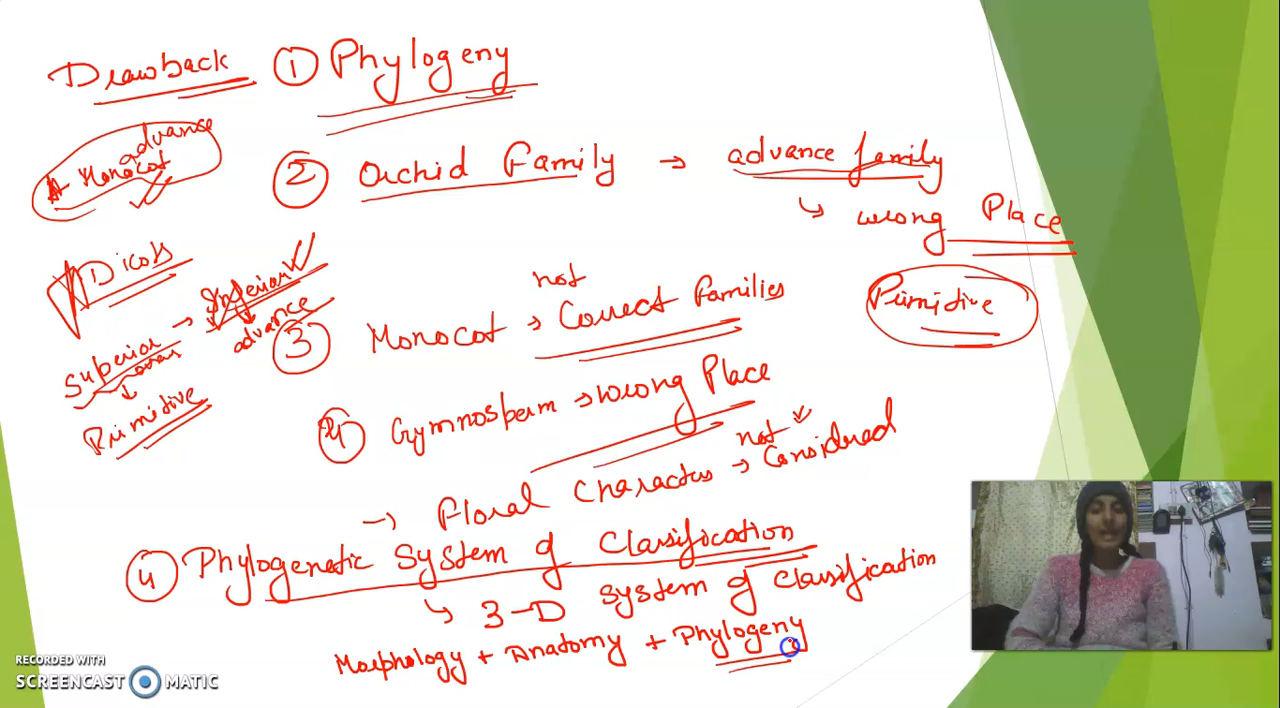 Drawback ① Phylogeny
advance
Monocot
② Orchid Family → advance family
↳ wrong Place
Primitive
Dicots
Superior → Inferior
ovary
↓ ↓
Primitive advance
not
③ Monocot → Correct Families
④ Gymnosperm → Wrong Place
not
→ Floral Characters → Considered
④ Phylogenetic System of Classification
↳ 3-D system of Classification
Morphology + Anatomy + Phylogeny
RECORDED WITH
SCREENCAST MATIC